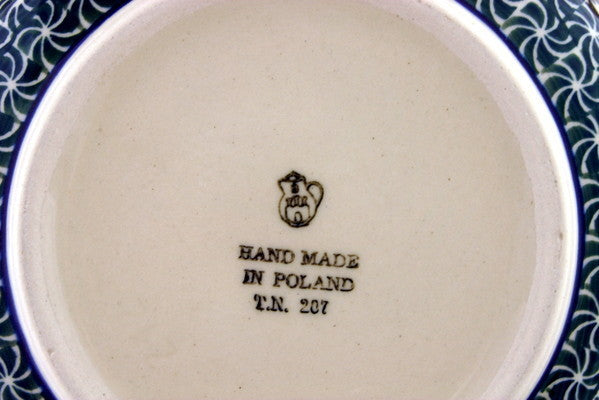 HAND MADE
IN POLAND
T.N. 207